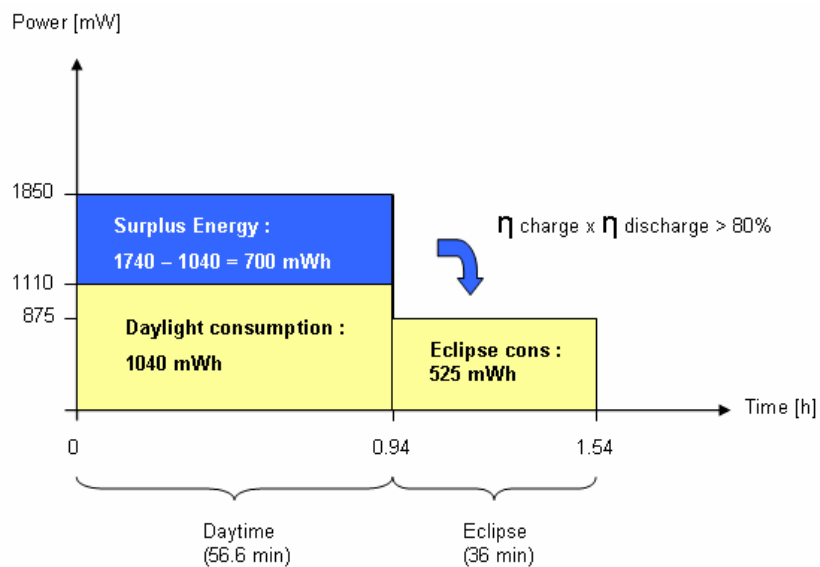 Power [mW]
1850
Surplus Energy :
1740 – 1040 = 700 mWh
η charge x η discharge > 80%
1110
875
Daylight consumption :
1040 mWh
Eclipse cons :
525 mWh
Time [h]
0
0.94
1.54
Daytime
(56.6 min)
Eclipse
(36 min)